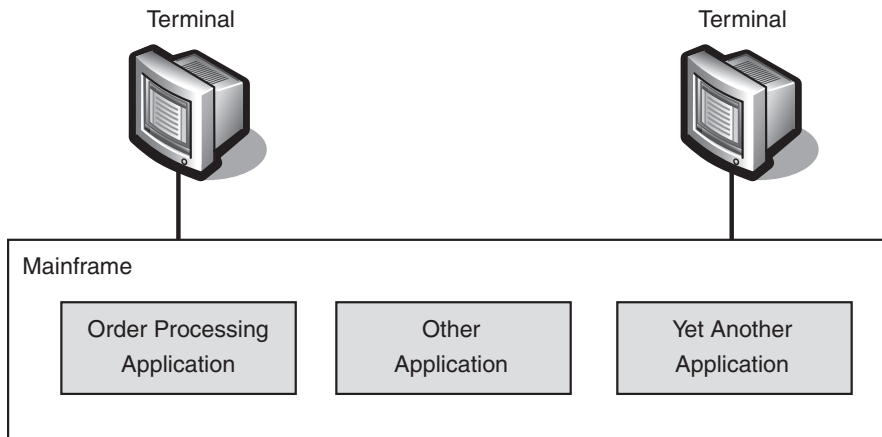 Terminal
Terminal
Mainframe
Order Processing
Application
Other
Application
Yet Another
Application